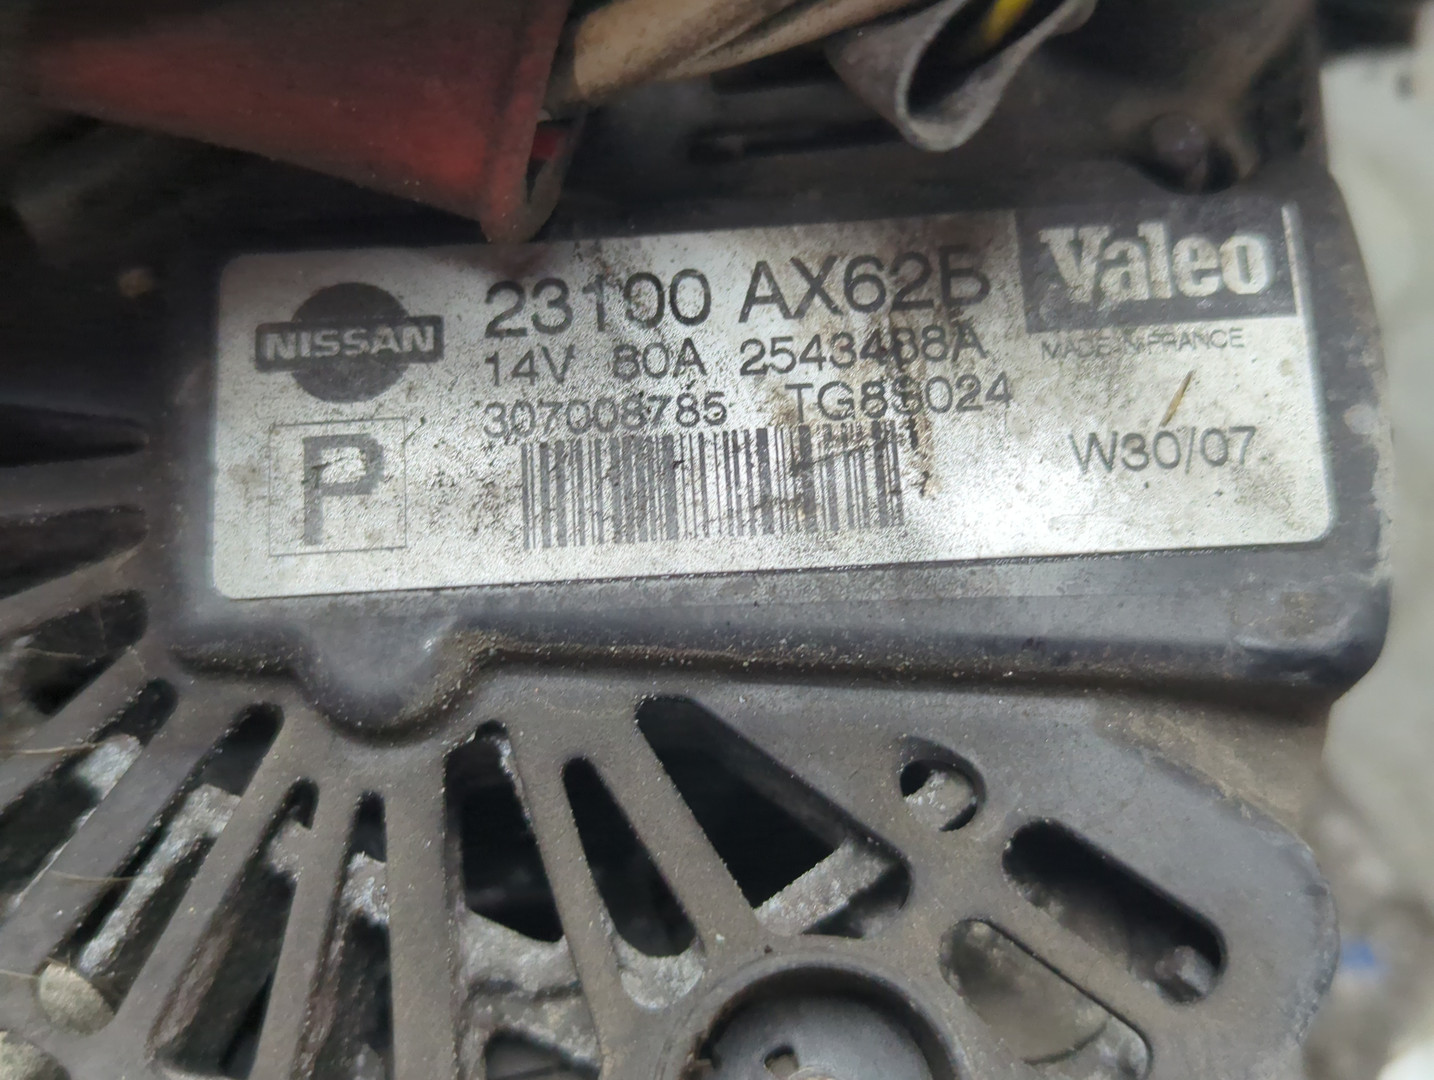 NISSAN
23100 AX62B
Valeo
14V 80A 2543488A
MADE IN FRANCE
307008785 TG8S024
P
W30/07